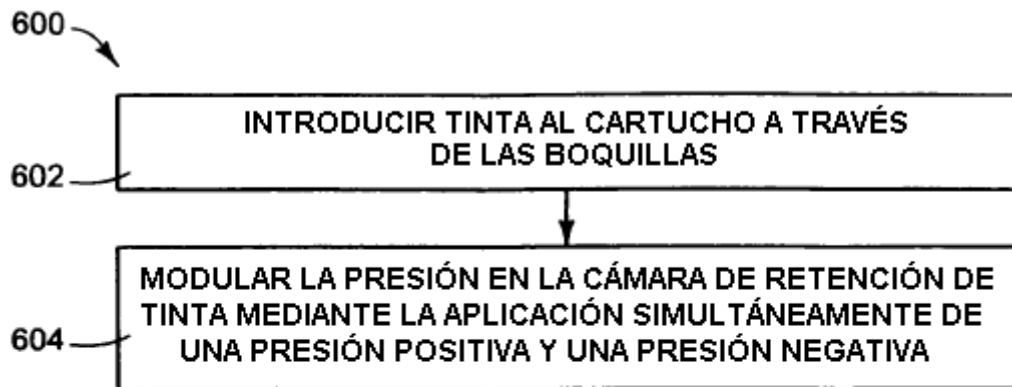 600
INTRODUCIR TINTA AL CARTUCHO A TRAVÉS
DE LAS BOQUILLAS
602
MODULAR LA PRESIÓN EN LA CÁMARA DE RETENCIÓN DE
TINTA MEDIANTE LA APLICACIÓN SIMULTÁNEAMENTE DE
UNA PRESIÓN POSITIVA Y UNA PRESIÓN NEGATIVA
604